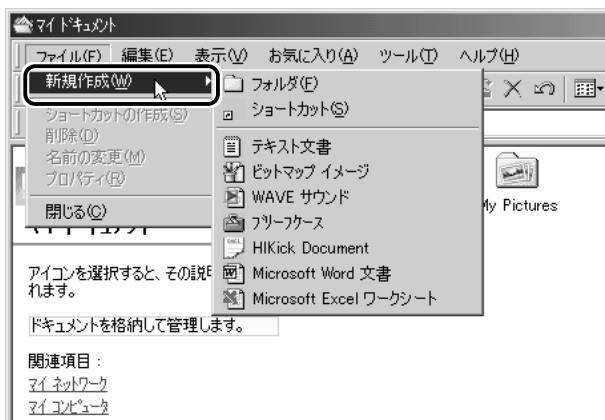 マイ ドキュメント
ファイル(F) 編集(E) 表示(V) お気に入り(A) ツール(T) ヘルプ(H)
新規作成(W)
ショートカットの作成(S)
削除(D)
名前の変更(M)
プロパティ(R)
閉じる(C)
フォルダ(F)
ショートカット(S)
テキスト文書
ビットマップ イメージ
WAVE サウンド
ブリーフケース
HIKick Document
Microsoft Word 文書
Microsoft Excel ワークシート
My Pictures
アイコンを選択すると、その説明
れます。
ドキュメントを格納して管理します。
関連項目:
マイ ネットワーク
マイ コンピュータ